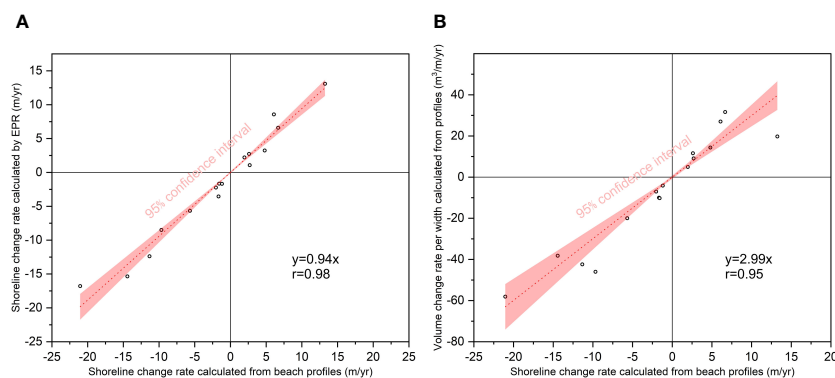 A
Shoreline change rate calculated by EPR (m/yr)
15
10
5
0
-5
-10
-15
-20
-25
95% confidence interval
y=0.94x
r=0.98
-25 -20 -15 -10 -5 0 5 10 15 20 25
Shoreline change rate calculated from beach profiles (m/yr)
B
Volume change rate per width calculated from profiles (m³/m/yr)
40
20
0
-20
-40
-60
-80
95% confidence interval
y=2.99x
r=0.95
-25 -20 -15 -10 -5 0 5 10 15 20
Shoreline change rate calculated from beach profiles (m/yr)